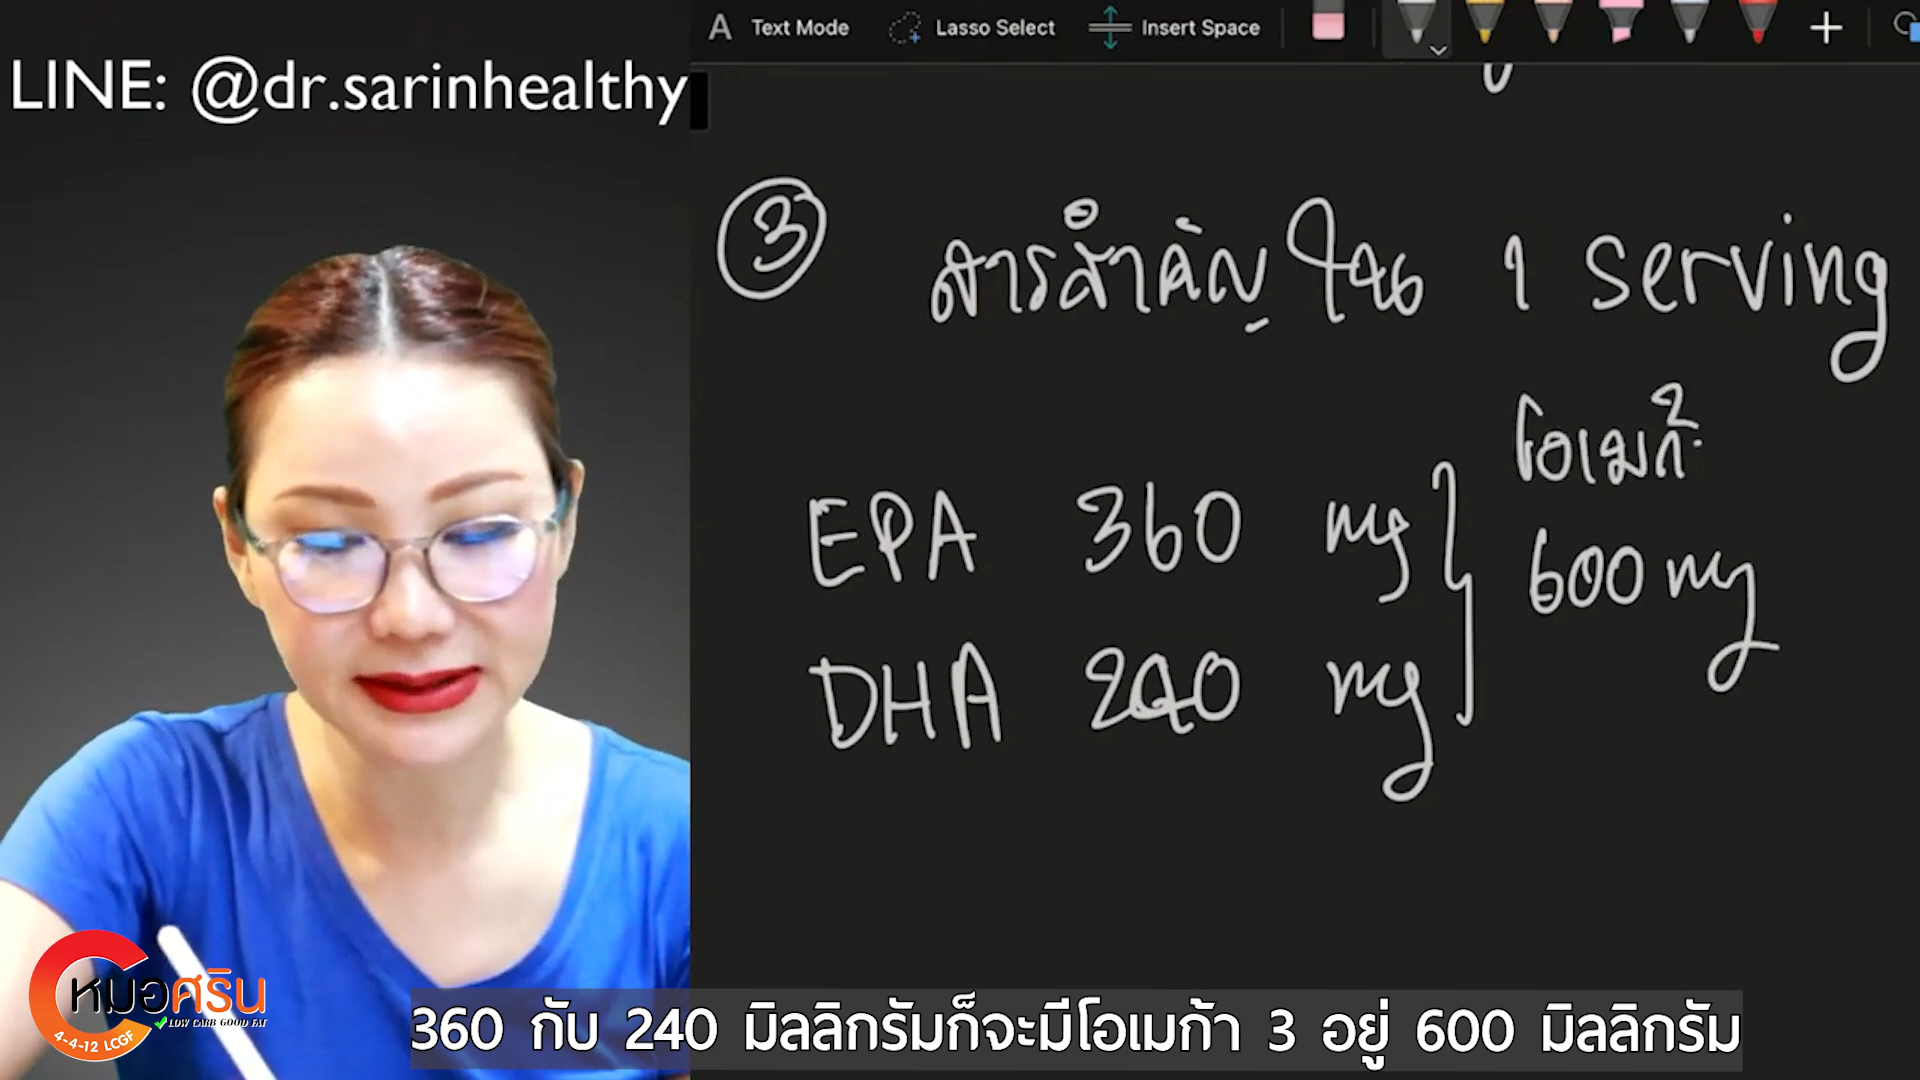 A Text Mode Lasso Select Insert Space
LINE: @dr.sarinhealthy
3 สารสำคัญ ใน 1 serving
โอเมก้
EPA 360 mg
600 mg
DHA 240 mg
หมอศริน
LOW CARB GOOD FAT
4-4-12 LCGF
360 กับ 240 มิลลิกรัมก็จะมีโอเมก้า 3 อยู่ 600 มิลลิกรัม